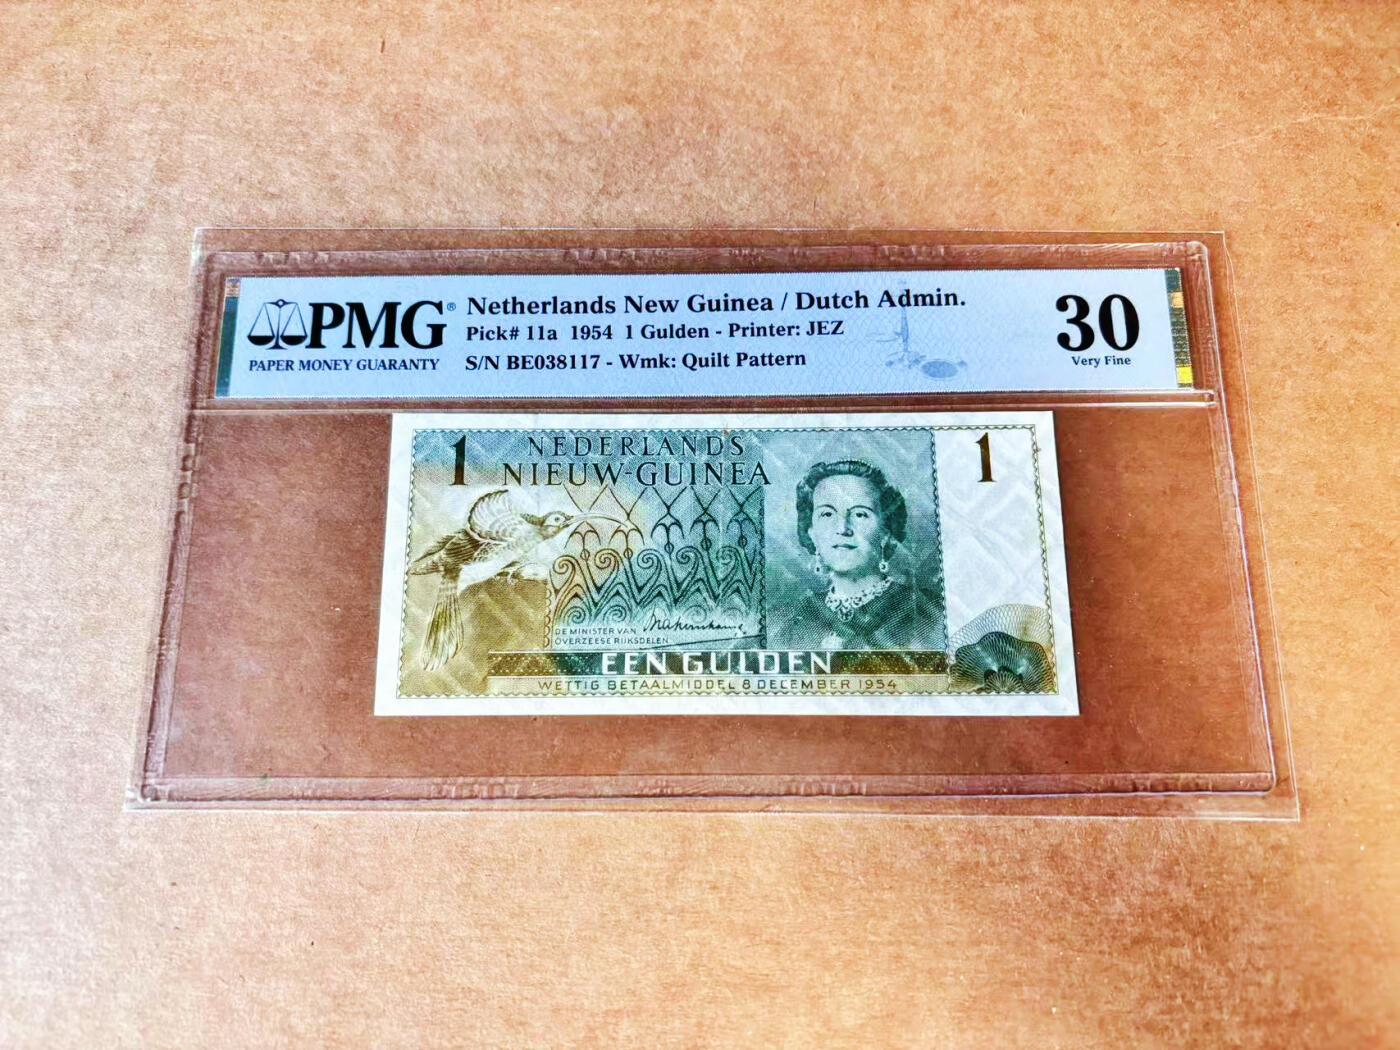 PMG®
PAPER MONEY GUARANTY
Netherlands New Guinea / Dutch Admin.
Pick# 11a 1954 1 Gulden - Printer: JEZ
S/N BE038117 - Wmk: Quilt Pattern
30
Very Fine
1
NEDERLANDS
NIEUW-GUINEA
1
DE MINISTER VAN
OVERZEESE RIJKSDELEN
EEN GULDEN
WETTIG BETAALMIDDEL 8 DECEMBER 1954